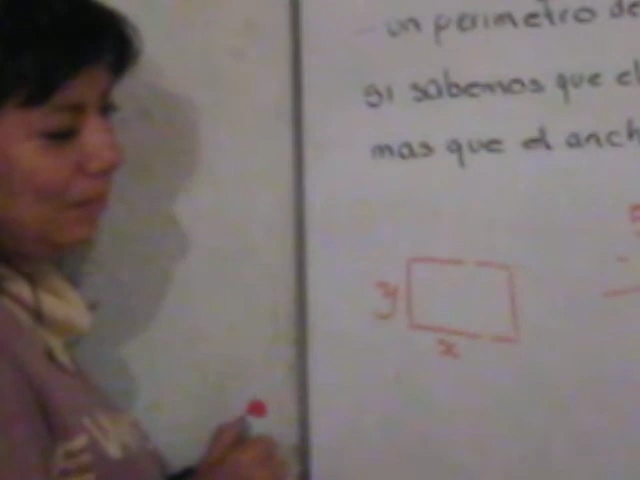 un perimetro de
si sabemos que el
mas que el anch
y
x